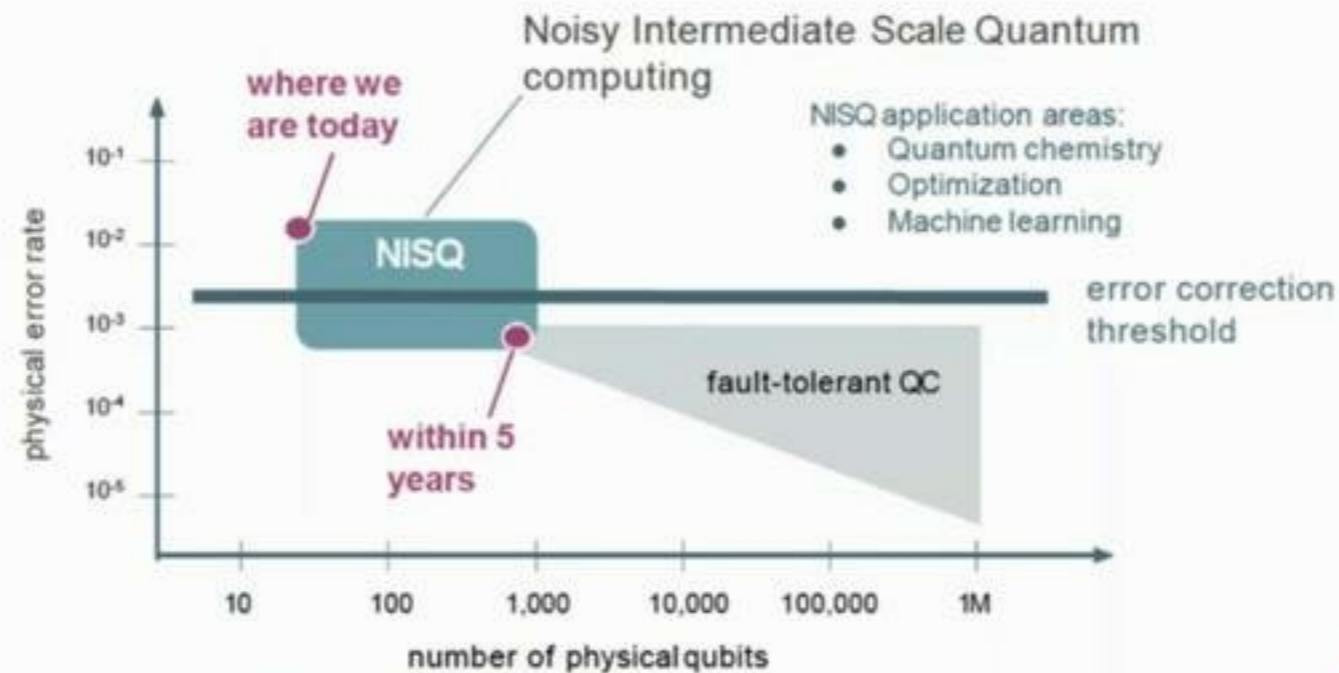 Noisy Intermediate Scale Quantum
computing
where we
are today
NISQ application areas:
• Quantum chemistry
• Optimization
• Machine learning
physical error rate
10⁻¹
10⁻²
10⁻³
10⁻⁴
10⁻⁵
NISQ
error correction
threshold
fault-tolerant QC
within 5
years
10 100 1,000 10,000 100,000 1M
number of physical qubits